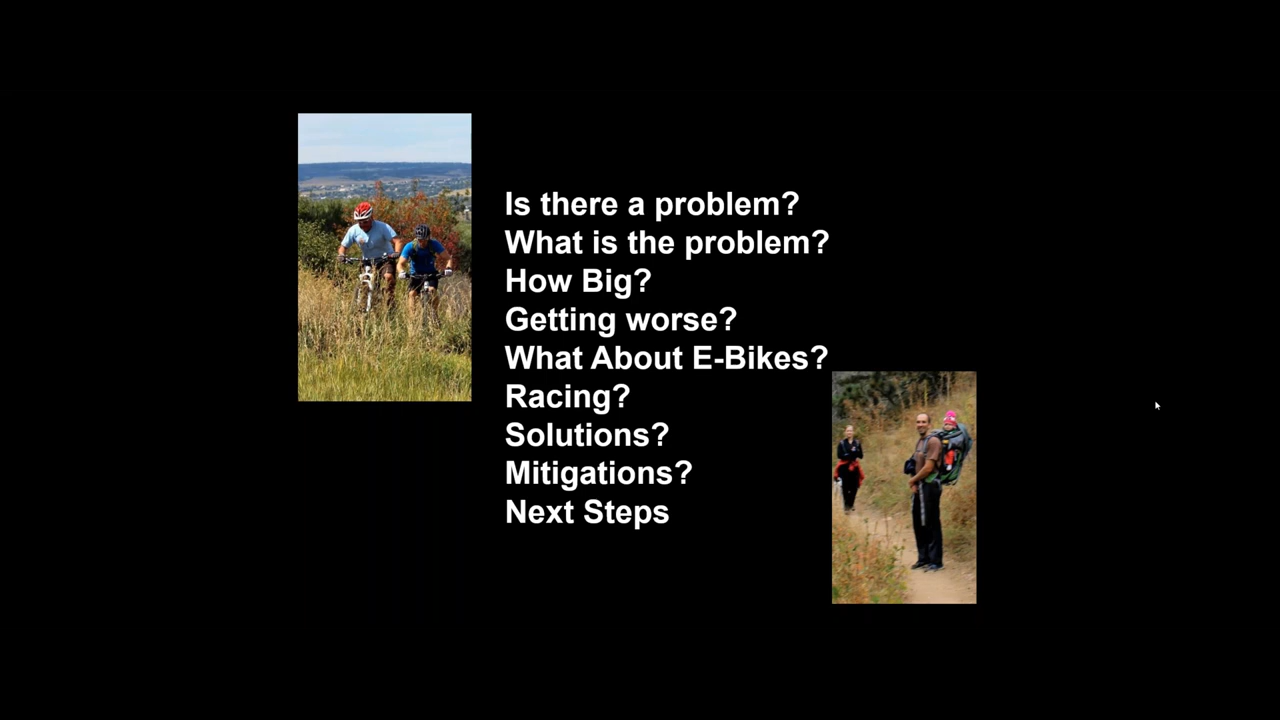 Is there a problem?
What is the problem?
How Big?
Getting worse?
What About E-Bikes?
Racing?
Solutions?
Mitigations?
Next Steps